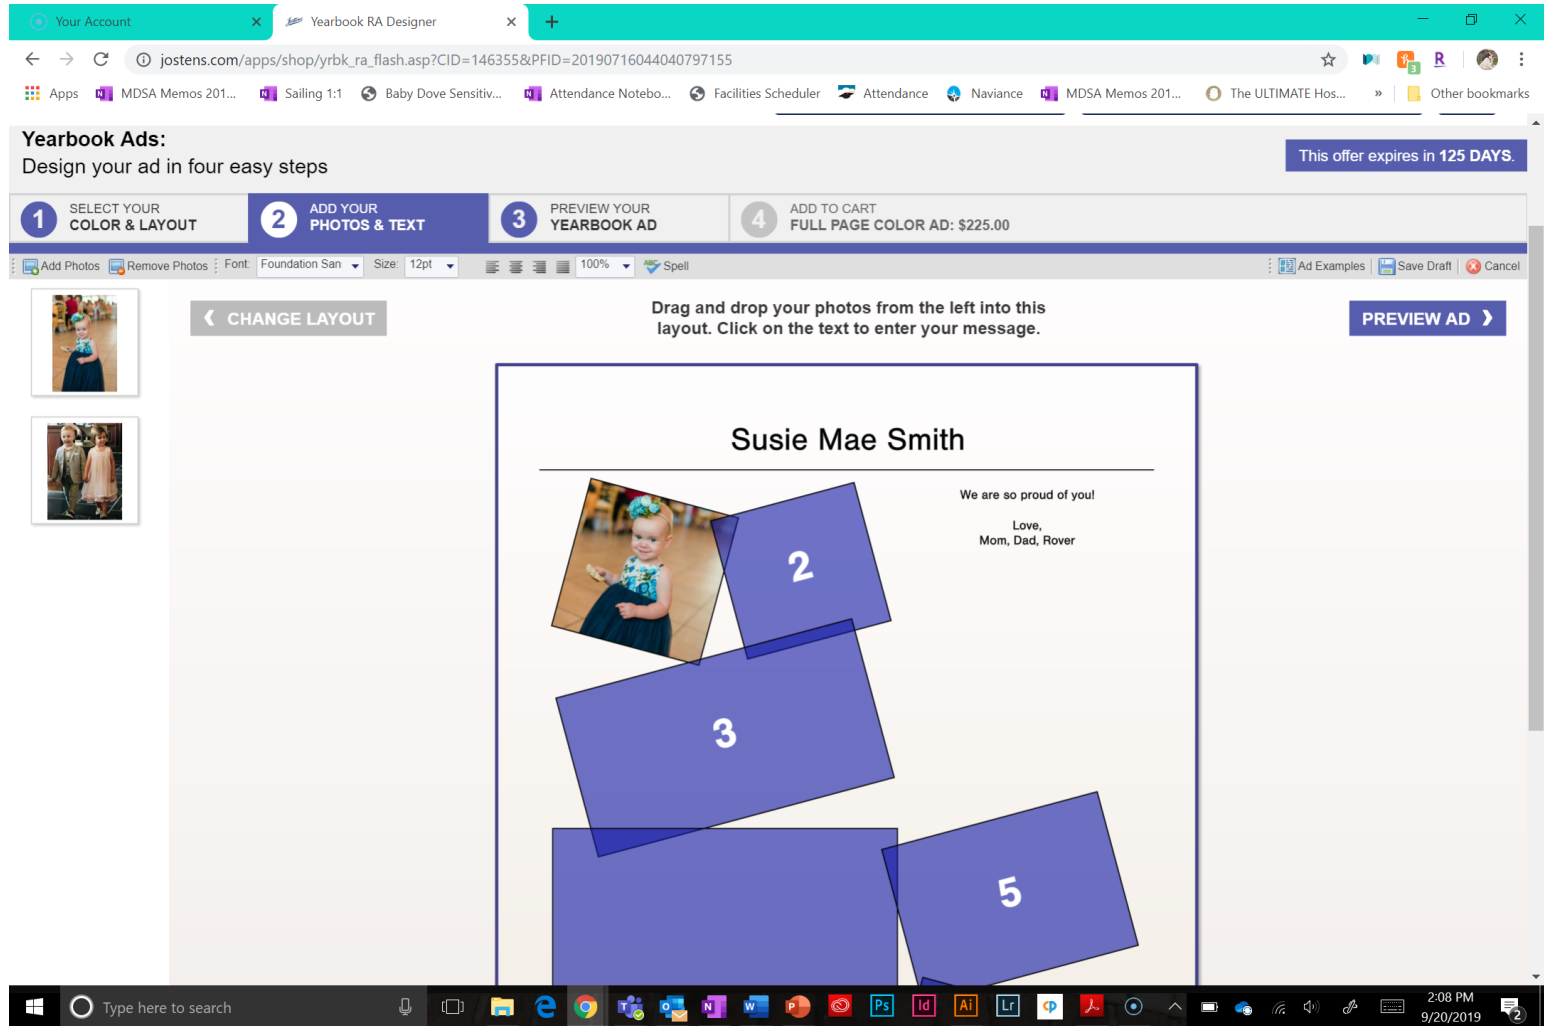 Your Account
Yearbook RA Designer
jostens.com/apps/shop/yrbk_ra_flash.asp?CID=146355&PFID=20190716044040797155
3
R
Apps
MDSA Memos 201...
Sailing 1:1
Baby Dove Sensitiv...
Attendance Notebo...
Facilities Scheduler
Attendance
Naviance
MDSA Memos 201...
The ULTIMATE Hos...
»
Other bookmarks
Yearbook Ads:
Design your ad in four easy steps
This offer expires in 125 DAYS.
1
SELECT YOUR
COLOR & LAYOUT
2
ADD YOUR
PHOTOS & TEXT
3
PREVIEW YOUR
YEARBOOK AD
4
ADD TO CART
FULL PAGE COLOR AD: $225.00
Add Photos
Remove Photos
Font:
Foundation San
Size:
12pt
100%
ABC
Spell
Ad Examples
Save Draft
Cancel
CHANGE LAYOUT
Drag and drop your photos from the left into this
layout. Click on the text to enter your message.
PREVIEW AD
Susie Mae Smith
We are so proud of you!
Love,
Mom, Dad, Rover
2
3
5
Type here to search
Ps
Id
Ai
Lr
2:08 PM
9/20/2019
2